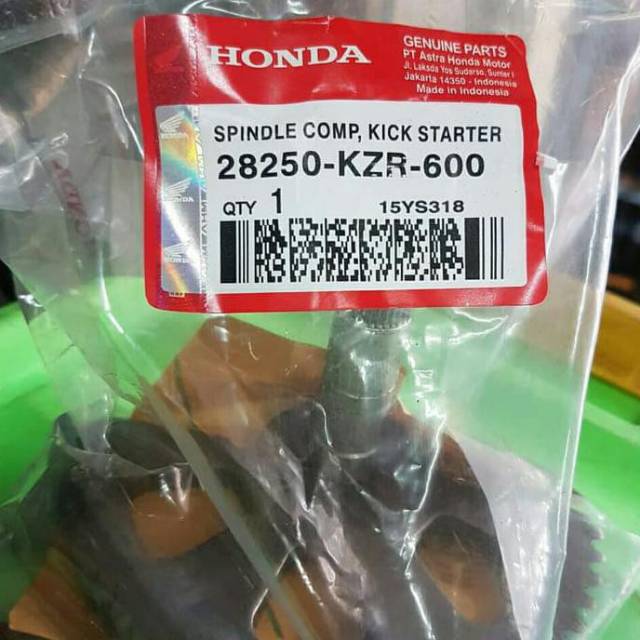 HONDA
GENUINE PARTS
PT Astra Honda Motor
Jl. Laksda Yos Sudarso, Sunter I
Jakarta 14350 - Indonesia
Made in Indonesia
SPINDLE COMP, KICK STARTER
28250-KZR-600
QTY 1
15YS318